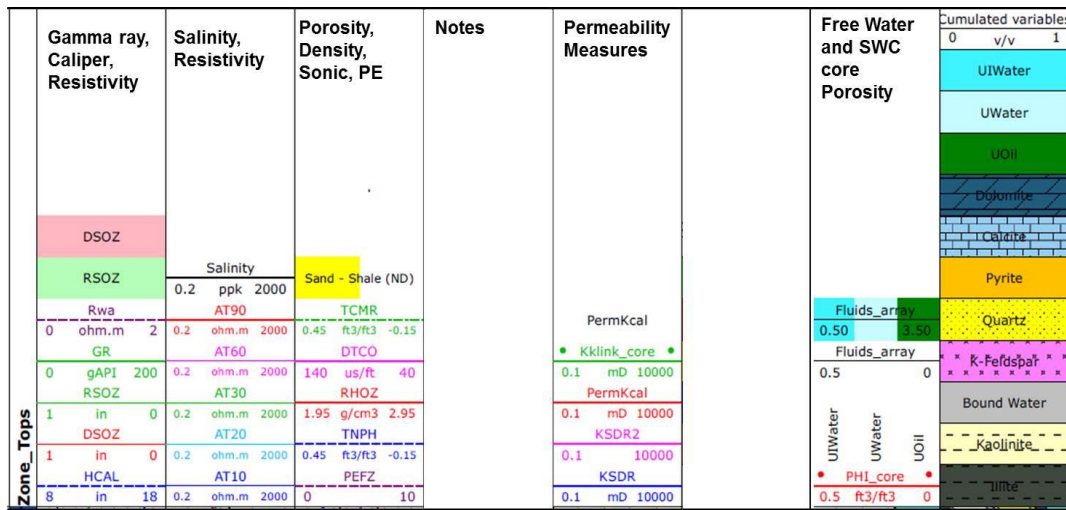 Gamma ray,
Caliper,
Resistivity
Salinity,
Resistivity
Porosity,
Density,
Sonic, PE
Notes
Permeability
Measures
Free Water
and SWC
core
Porosity
Cumulated variables
0 v/v 1
UIWater
UWater
UOil
Dolomite
Calcite
Pyrite
Quartz
K-Feldspar
Bound Water
Kaolinite
Illite
Zone_Tops
DSOZ
RSOZ
Rwa
0 ohm.m 2
GR
0 gAPI 200
RSOZ
1 in 0
DSOZ
1 in 0
HCAL
8 in 18
Salinity
0.2 ppk 2000
AT90
0.2 ohm.m 2000
AT60
0.2 ohm.m 2000
AT30
0.2 ohm.m 2000
AT20
0.2 ohm.m 2000
AT10
0.2 ohm.m 2000
Sand - Shale (ND)
TCMR
0.45 ft3/ft3 -0.15
DTCO
140 us/ft 40
RHOZ
1.95 g/cm3 2.95
TNPH
0.45 ft3/ft3 -0.15
PEFZ
0 10
PermKcal
Kklink_core
0.1 mD 10000
PermKcal
0.1 mD 10000
KSDR2
0.1 10000
KSDR
0.1 mD 10000
Fluids_array
0.50 3.50
Fluids_array
0.5 0
UIWater
UWater
UOil
PHI_core
0.5 ft3/ft3 0